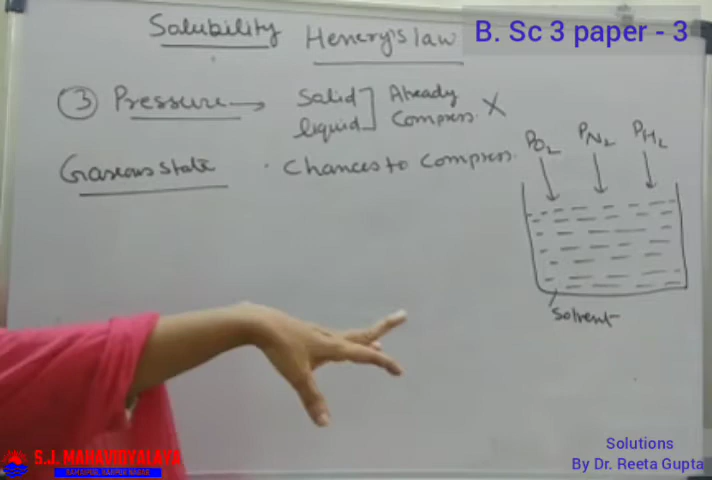 Solubility Henery's law
B. Sc 3 paper - 3
③ Pressure → Solid Already
liquid Compress. X
Gaseous state . Chances to Compress.
PO2 PN2 PH2
Solvent
S.J. MAHAVIDYALAYA
Solutions
By Dr. Reeta Gupta